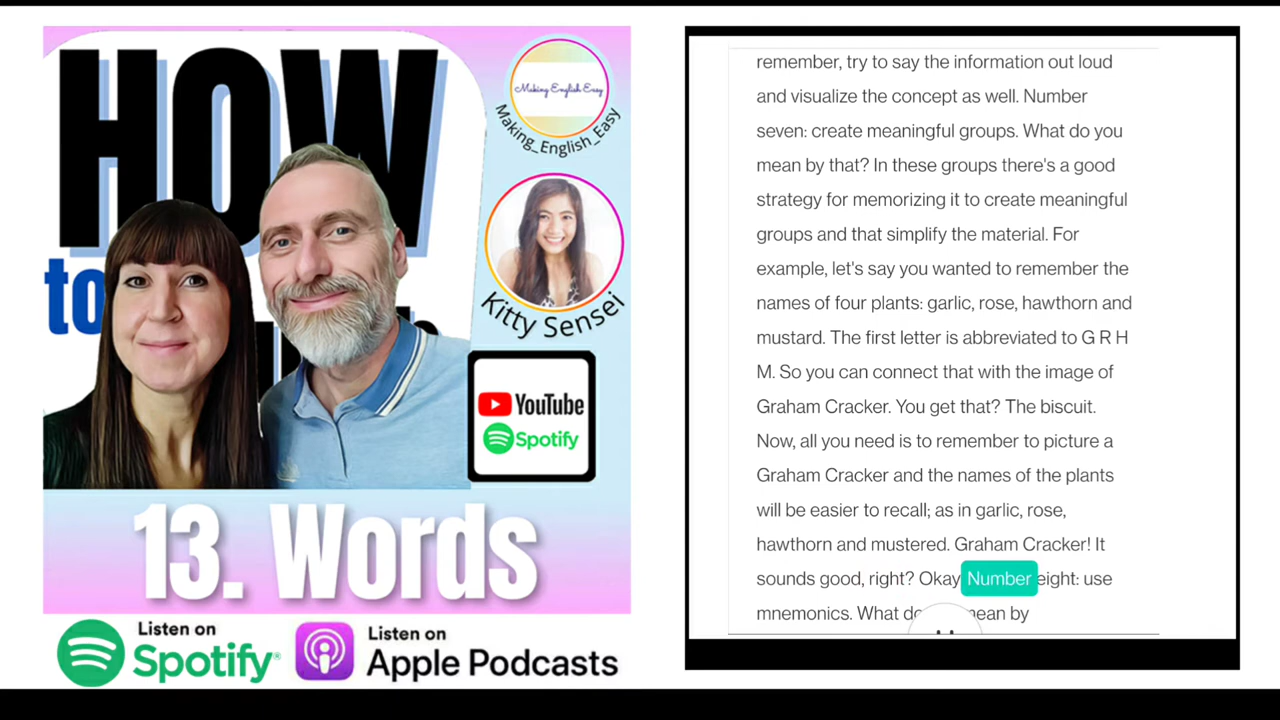 HOW
to
Making English Easy
Making_English_Easy
Kitty Sensei
YouTube
Spotify
13. Words
Listen on
Spotify
Listen on
Apple Podcasts
remember, try to say the information out loud
and visualize the concept as well. Number
seven: create meaningful groups. What do you
mean by that? In these groups there's a good
strategy for memorizing it to create meaningful
groups and that simplify the material. For
example, let's say you wanted to remember the
names of four plants: garlic, rose, hawthorn and
mustard. The first letter is abbreviated to G R H
M. So you can connect that with the image of
Graham Cracker. You get that? The biscuit.
Now, all you need is to remember to picture a
Graham Cracker and the names of the plants
will be easier to recall; as in garlic, rose,
hawthorn and mustered. Graham Cracker! It
sounds good, right? Okay Number eight: use
mnemonics. What do mean by